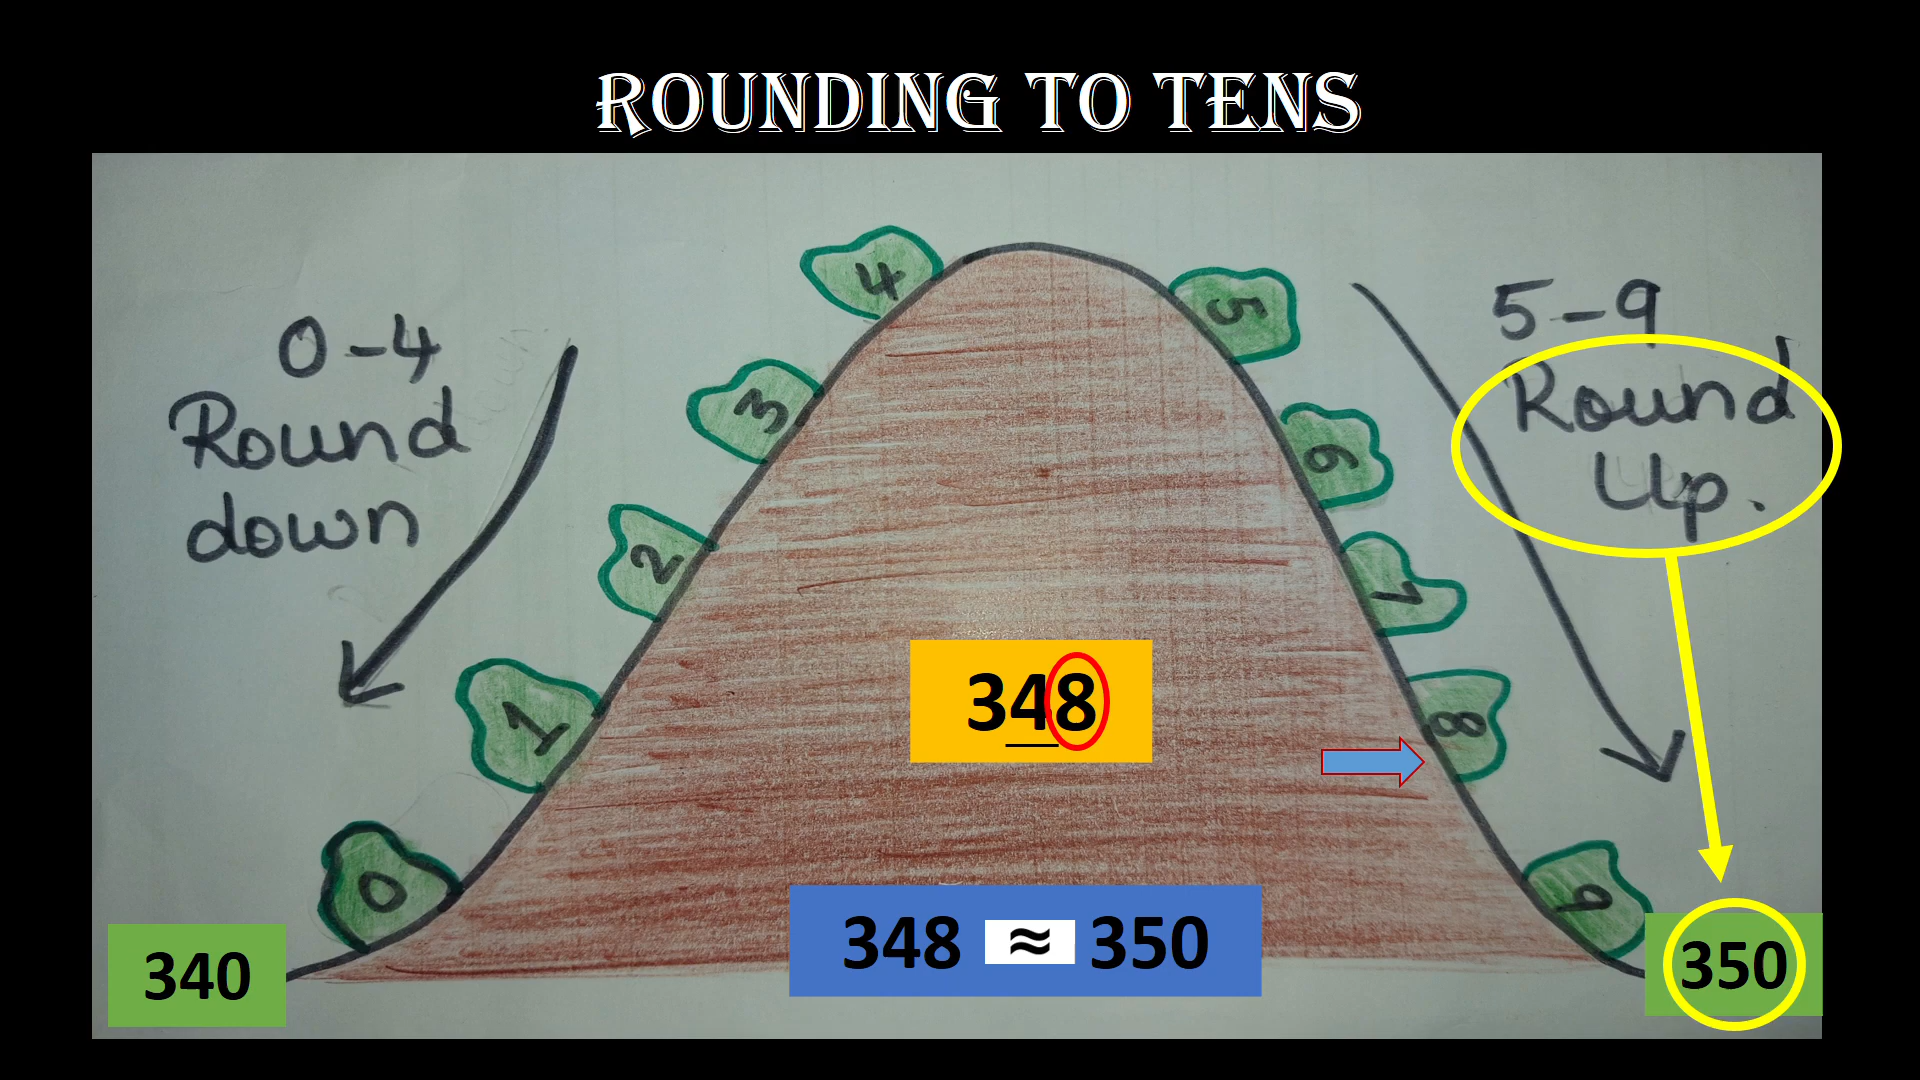 ROUNDING TO TENS
0-4
Round
down
5-9
Round
Up.
4
5
3
6
2
7
1
8
0
9
348
348 ≈ 350
340
350